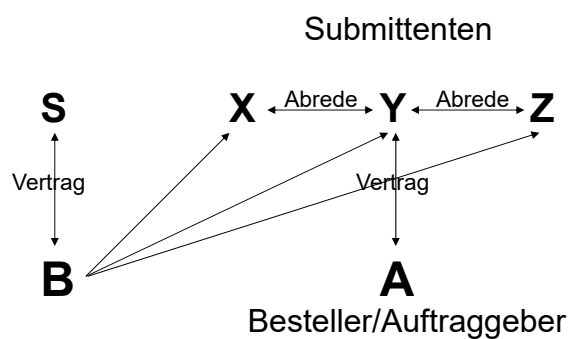 Submittenten
S X Abrede Y Abrede Z
Vertrag Vertrag
B A
Besteller/Auftraggeber